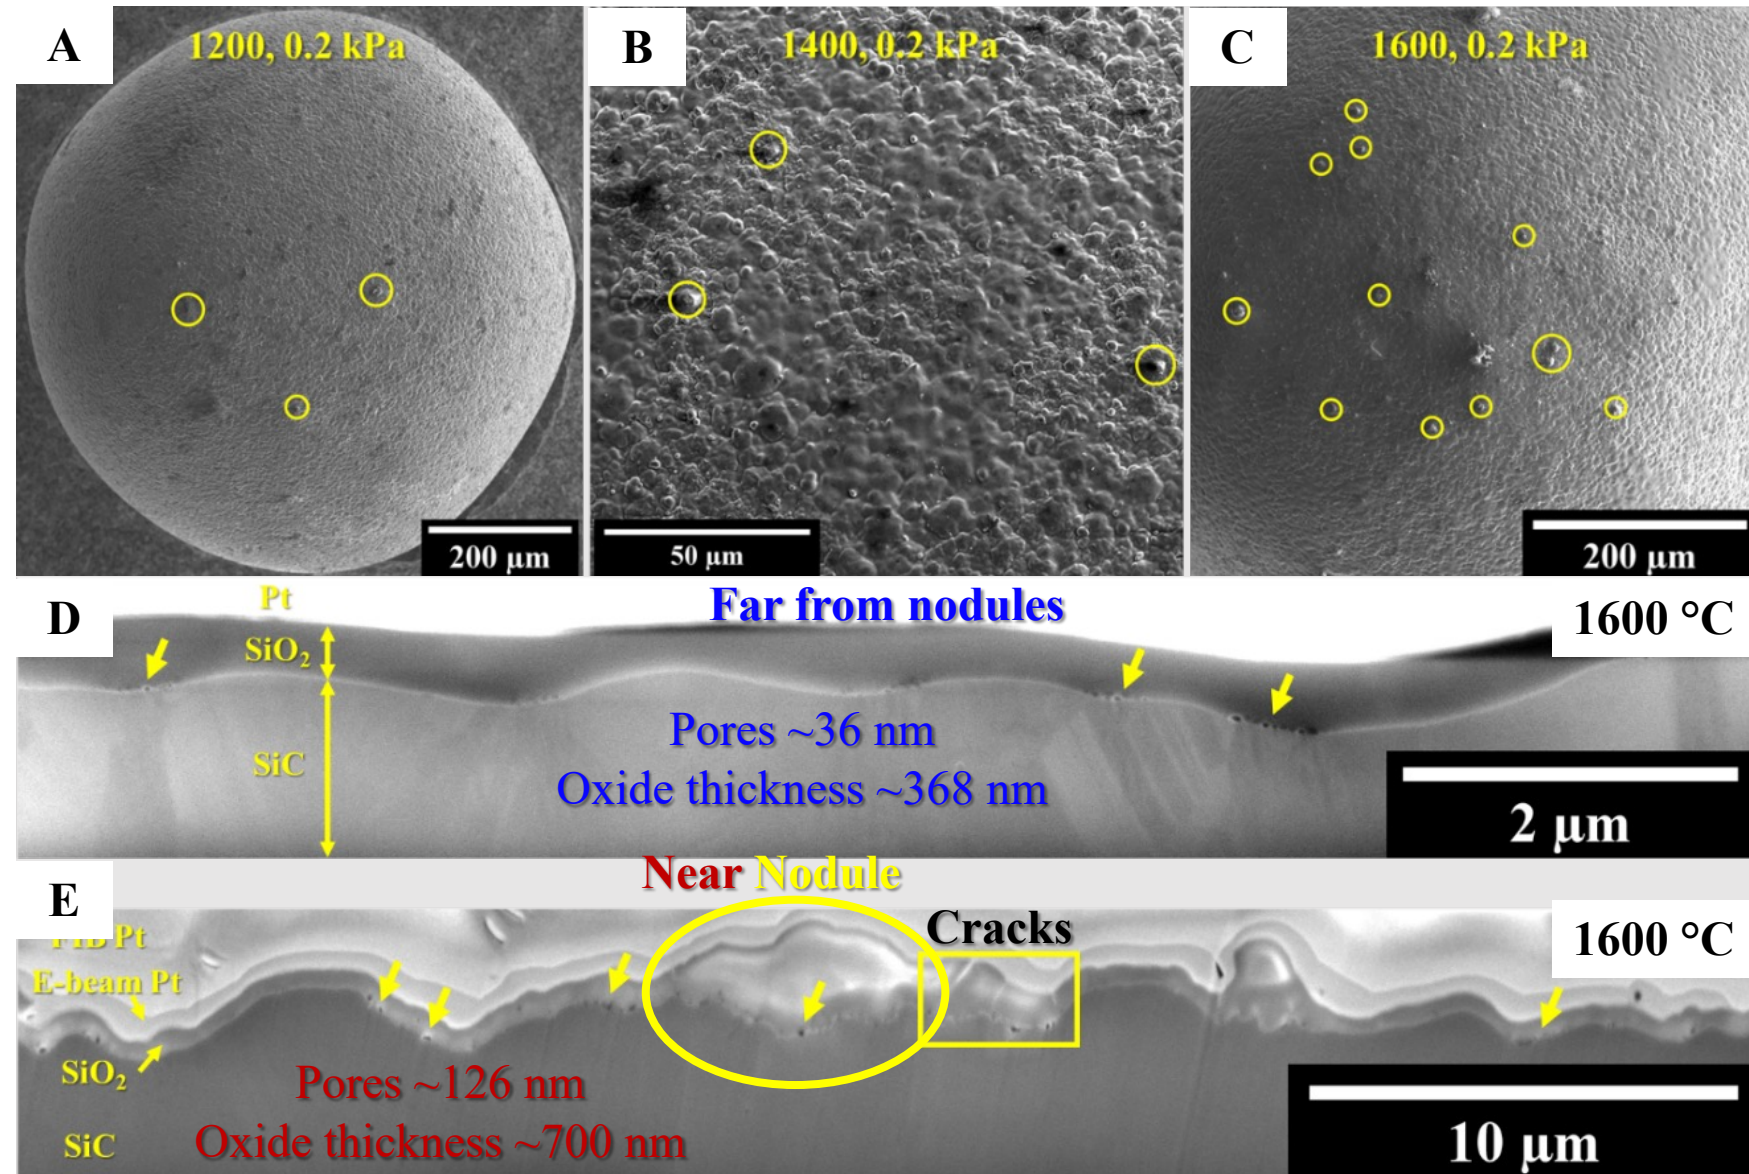 A
1200, 0.2 kPa
200 µm
B
1400, 0.2 kPa
50 µm
C
1600, 0.2 kPa
200 µm
D
Pt
SiO₂
SiC
Far from nodules
1600 °C
Pores ~36 nm
Oxide thickness ~368 nm
2 µm
Near Nodule
E
Pt
E-beam Pt
SiO₂
SiC
Cracks
1600 °C
Pores ~126 nm
Oxide thickness ~700 nm
10 µm